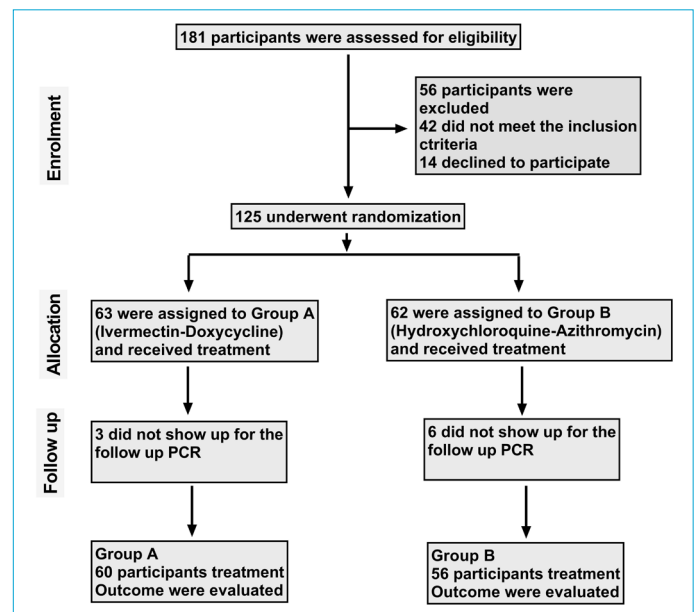 181 participants were assessed for eligibility
Enrolment
56 participants were
excluded
42 did not meet the inclusion
ctriteria
14 declined to participate
125 underwent randomization
Allocation
63 were assigned to Group A
(Ivermectin-Doxycycline)
and received treatment
62 were assigned to Group B
(Hydroxychloroquine-Azithromycin)
and received treatment
Follow up
3 did not show up for the
follow up PCR
6 did not show up for the
follow up PCR
Group A
60 participants treatment
Outcome were evaluated
Group B
56 participants treatment
Outcome were evaluated